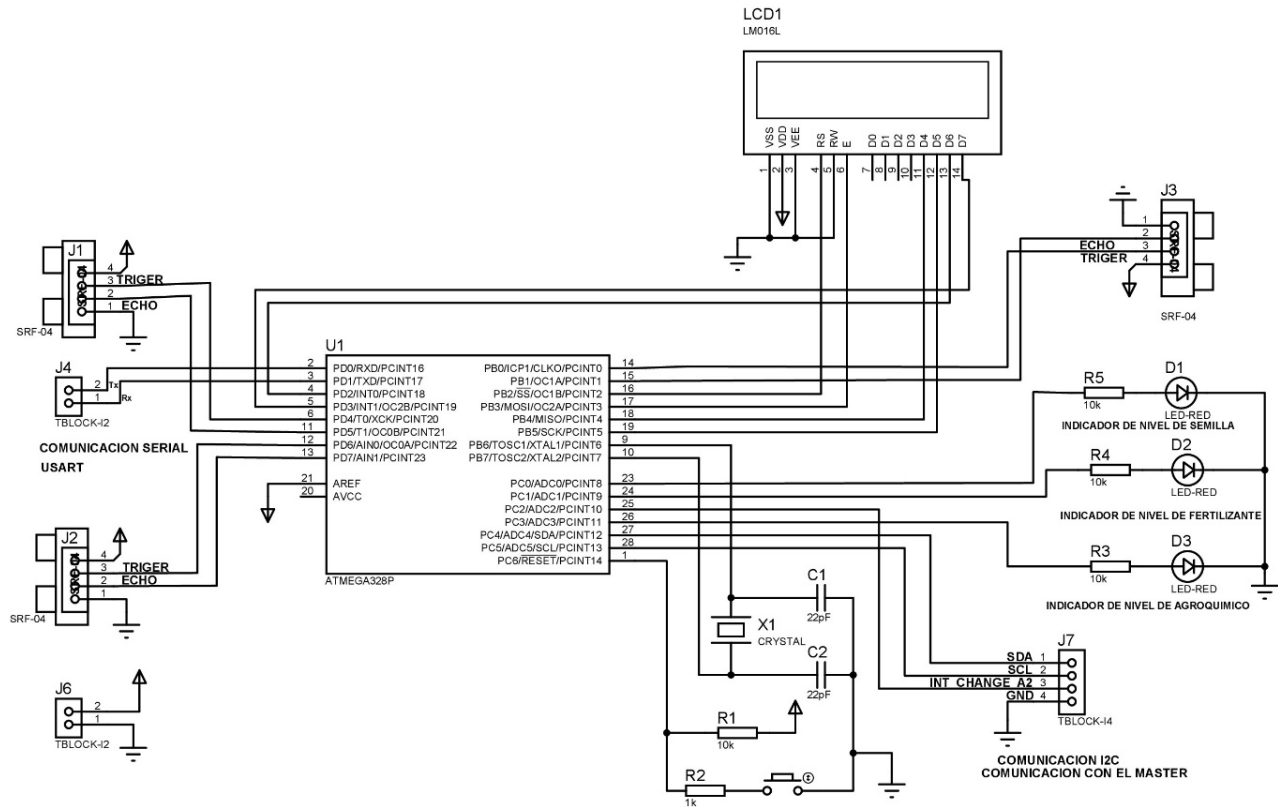 LCD1
LM016L
VSS
VDD
VEE
RS
RW
E
D0
D1
D2
D3
D4
D5
D6
D7
1
2
3
4
5
6
7
8
9
10
11
12
13
14
J3
1
2
ECHO 3
TRIGER 4
SRF-04
J1
4
3 TRIGER
2
1 ECHO
SRF-04
J4
2 Tx
1 Rx
TBLOCK-I2
COMUNICACION SERIAL
USART
U1
2 PD0/RXD/PCINT16
3 PD1/TXD/PCINT17
4 PD2/INT0/PCINT18
5 PD3/INT1/OC2B/PCINT19
6 PD4/T0/XCK/PCINT20
11 PD5/T1/OC0B/PCINT21
12 PD6/AIN0/OC0A/PCINT22
13 PD7/AIN1/PCINT23
21 AREF
20 AVCC
PB0/ICP1/CLKO/PCINT0 14
PB1/OC1A/PCINT1 15
PB2/SS/OC1B/PCINT2 16
PB3/MOSI/OC2A/PCINT3 17
PB4/MISO/PCINT4 18
PB5/SCK/PCINT5 19
PB6/TOSC1/XTAL1/PCINT6 9
PB7/TOSC2/XTAL2/PCINT7 10
PC0/ADC0/PCINT8 23
PC1/ADC1/PCINT9 24
PC2/ADC2/PCINT10 25
PC3/ADC3/PCINT11 26
PC4/ADC4/SDA/PCINT12 27
PC5/ADC5/SCL/PCINT13 28
PC6/RESET/PCINT14 1
ATMEGA328P
R5
10k
D1
LED-RED
INDICADOR DE NIVEL DE SEMILLA
R4
10k
D2
LED-RED
INDICADOR DE NIVEL DE FERTILIZANTE
R3
10k
D3
LED-RED
INDICADOR DE NIVEL DE AGROQUIMICO
J2
4
3 TRIGER
2 ECHO
1
SRF-04
J6
2
1
TBLOCK-I2
X1
CRYSTAL
C1
22pF
C2
22pF
R1
10k
R2
1k
J7
SDA 1
SCL 2
INT CHANGE A2 3
GND 4
TBLOCK-I4
COMUNICACION I2C
COMUNICACION CON EL MASTER